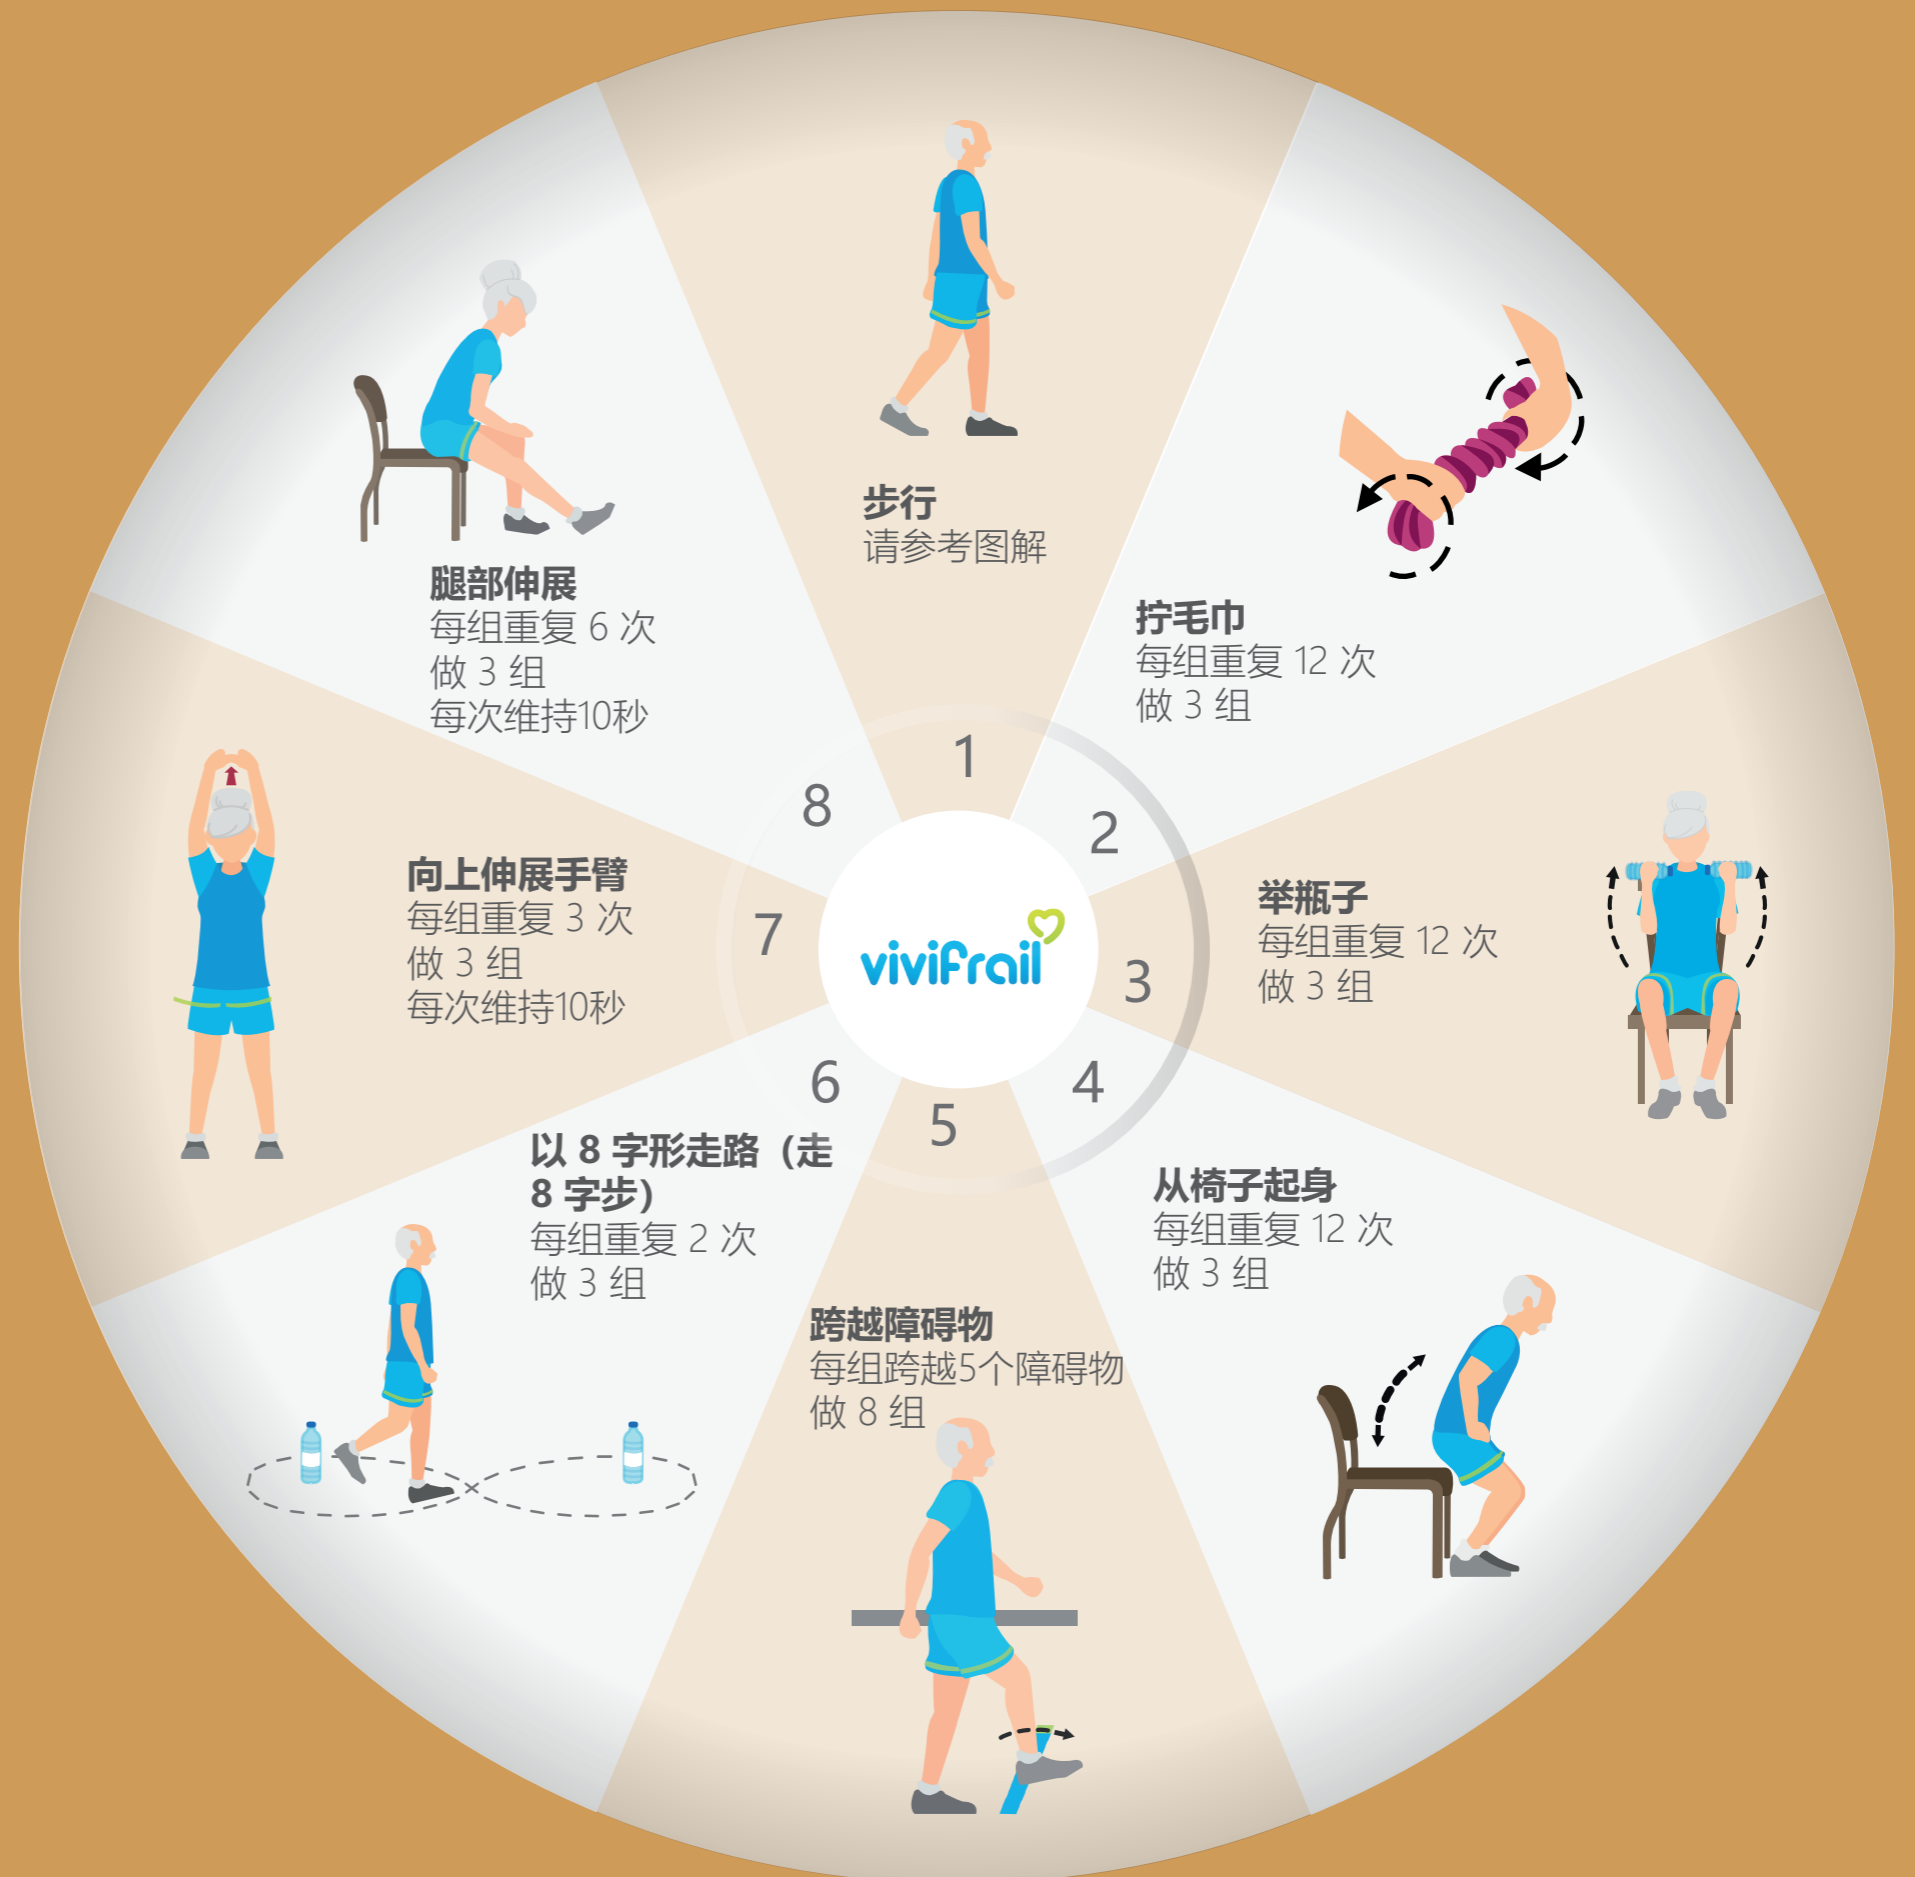 1
步行
请参考图解
2
拧毛巾
每组重复 12 次
做 3 组
3
举瓶子
每组重复 12 次
做 3 组
4
从椅子起身
每组重复 12 次
做 3 组
5
跨越障碍物
每组跨越5个障碍物
做 8 组
6
以 8 字形走路（走
8 字步）
每组重复 2 次
做 3 组
7
向上伸展手臂
每组重复 3 次
做 3 组
每次维持10秒
8
腿部伸展
每组重复 6 次
做 3 组
每次维持10秒
vivifrail